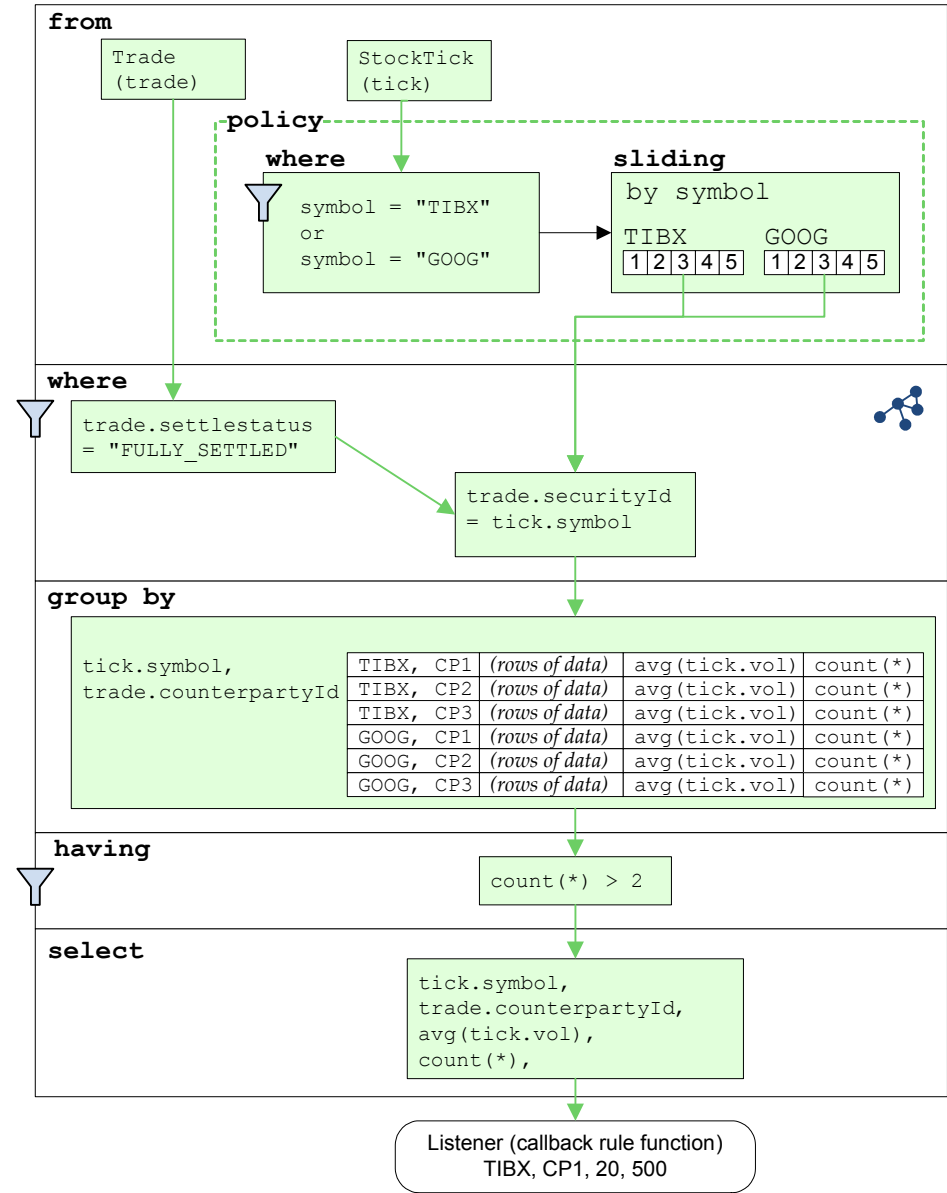 from
Trade
(trade)
StockTick
(tick)
policy
where
symbol = "TIBX"
or
symbol = "GOOG"
sliding
by symbol
TIBX GOOG
1 2 3 4 5 1 2 3 4 5
where
trade.settlestatus
= "FULLY_SETTLED"
trade.securityId
= tick.symbol
group by
tick.symbol,
trade.counterpartyId
TIBX, CP1 (rows of data) avg(tick.vol) count(*)
TIBX, CP2 (rows of data) avg(tick.vol) count(*)
TIBX, CP3 (rows of data) avg(tick.vol) count(*)
GOOG, CP1 (rows of data) avg(tick.vol) count(*)
GOOG, CP2 (rows of data) avg(tick.vol) count(*)
GOOG, CP3 (rows of data) avg(tick.vol) count(*)
having
count(*) > 2
select
tick.symbol,
trade.counterpartyId,
avg(tick.vol),
count(*),
Listener (callback rule function)
TIBX, CP1, 20, 500